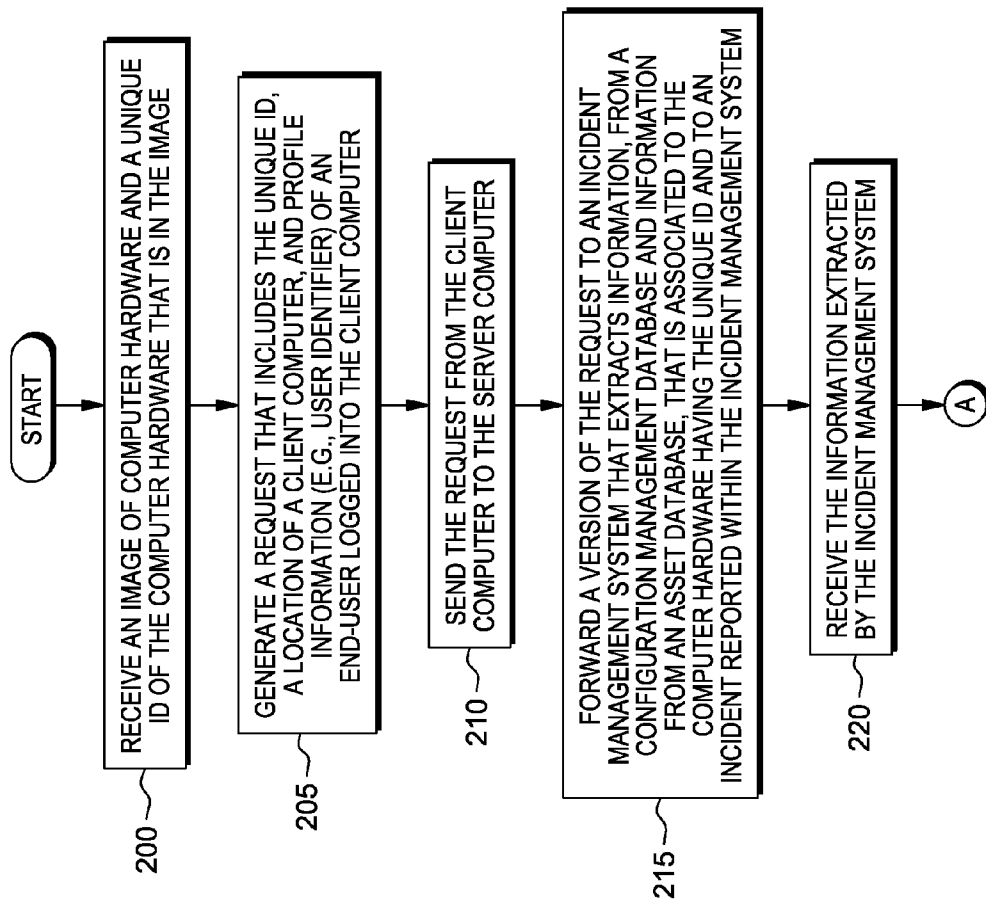 START
RECEIVE AN IMAGE OF COMPUTER HARDWARE AND A UNIQUE
ID OF THE COMPUTER HARDWARE THAT IS IN THE IMAGE
200
GENERATE A REQUEST THAT INCLUDES THE UNIQUE ID,
A LOCATION OF A CLIENT COMPUTER, AND PROFILE
INFORMATION (E.G., USER IDENTIFIER) OF AN
END-USER LOGGED INTO THE CLIENT COMPUTER
205
SEND THE REQUEST FROM THE CLIENT
COMPUTER TO THE SERVER COMPUTER
210
FORWARD A VERSION OF THE REQUEST TO AN INCIDENT
MANAGEMENT SYSTEM THAT EXTRACTS INFORMATION, FROM A
CONFIGURATION MANAGEMENT DATABASE AND INFORMATION
FROM AN ASSET DATABASE, THAT IS ASSOCIATED TO THE
COMPUTER HARDWARE HAVING THE UNIQUE ID AND TO AN
INCIDENT REPORTED WITHIN THE INCIDENT MANAGEMENT SYSTEM
215
RECEIVE THE INFORMATION EXTRACTED
BY THE INCIDENT MANAGEMENT SYSTEM
220
A